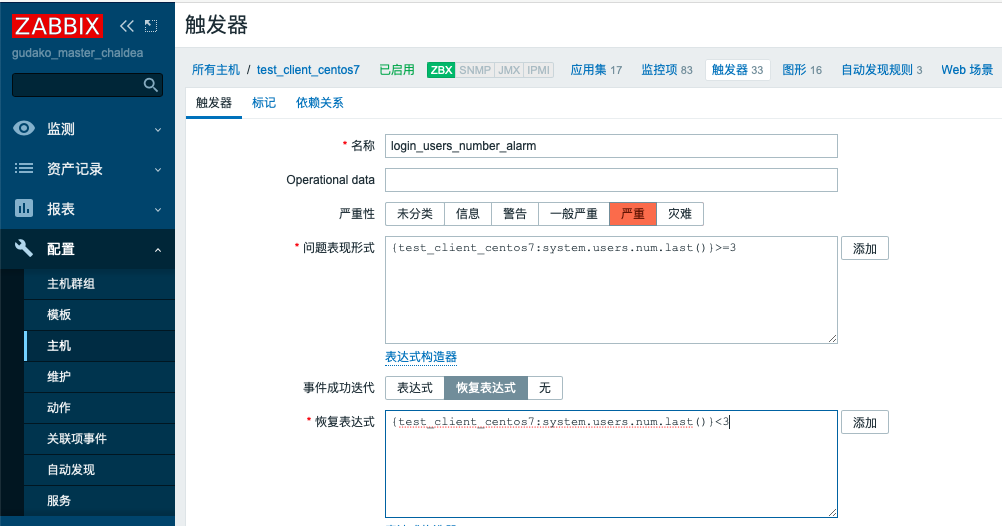 ZABBIX
gudako_master_chaldea
监测
资产记录
报表
配置
主机群组
模板
主机
维护
动作
关联项事件
自动发现
服务
触发器
所有主机 / test_client_centos7 已启用 ZBX SNMP JMX IPMI 应用集 17 监控项 83 触发器 33 图形 16 自动发现规则 3 Web 场景
触发器 标记 依赖关系
* 名称 login_users_number_alarm
Operational data
严重性 未分类 信息 警告 一般严重 严重 灾难
* 问题表现形式 {test_client_centos7:system.users.num.last()}>=3 添加
表达式构造器
事件成功迭代 表达式 恢复表达式 无
* 恢复表达式 {test_client_centos7:system.users.num.last()}<3 添加